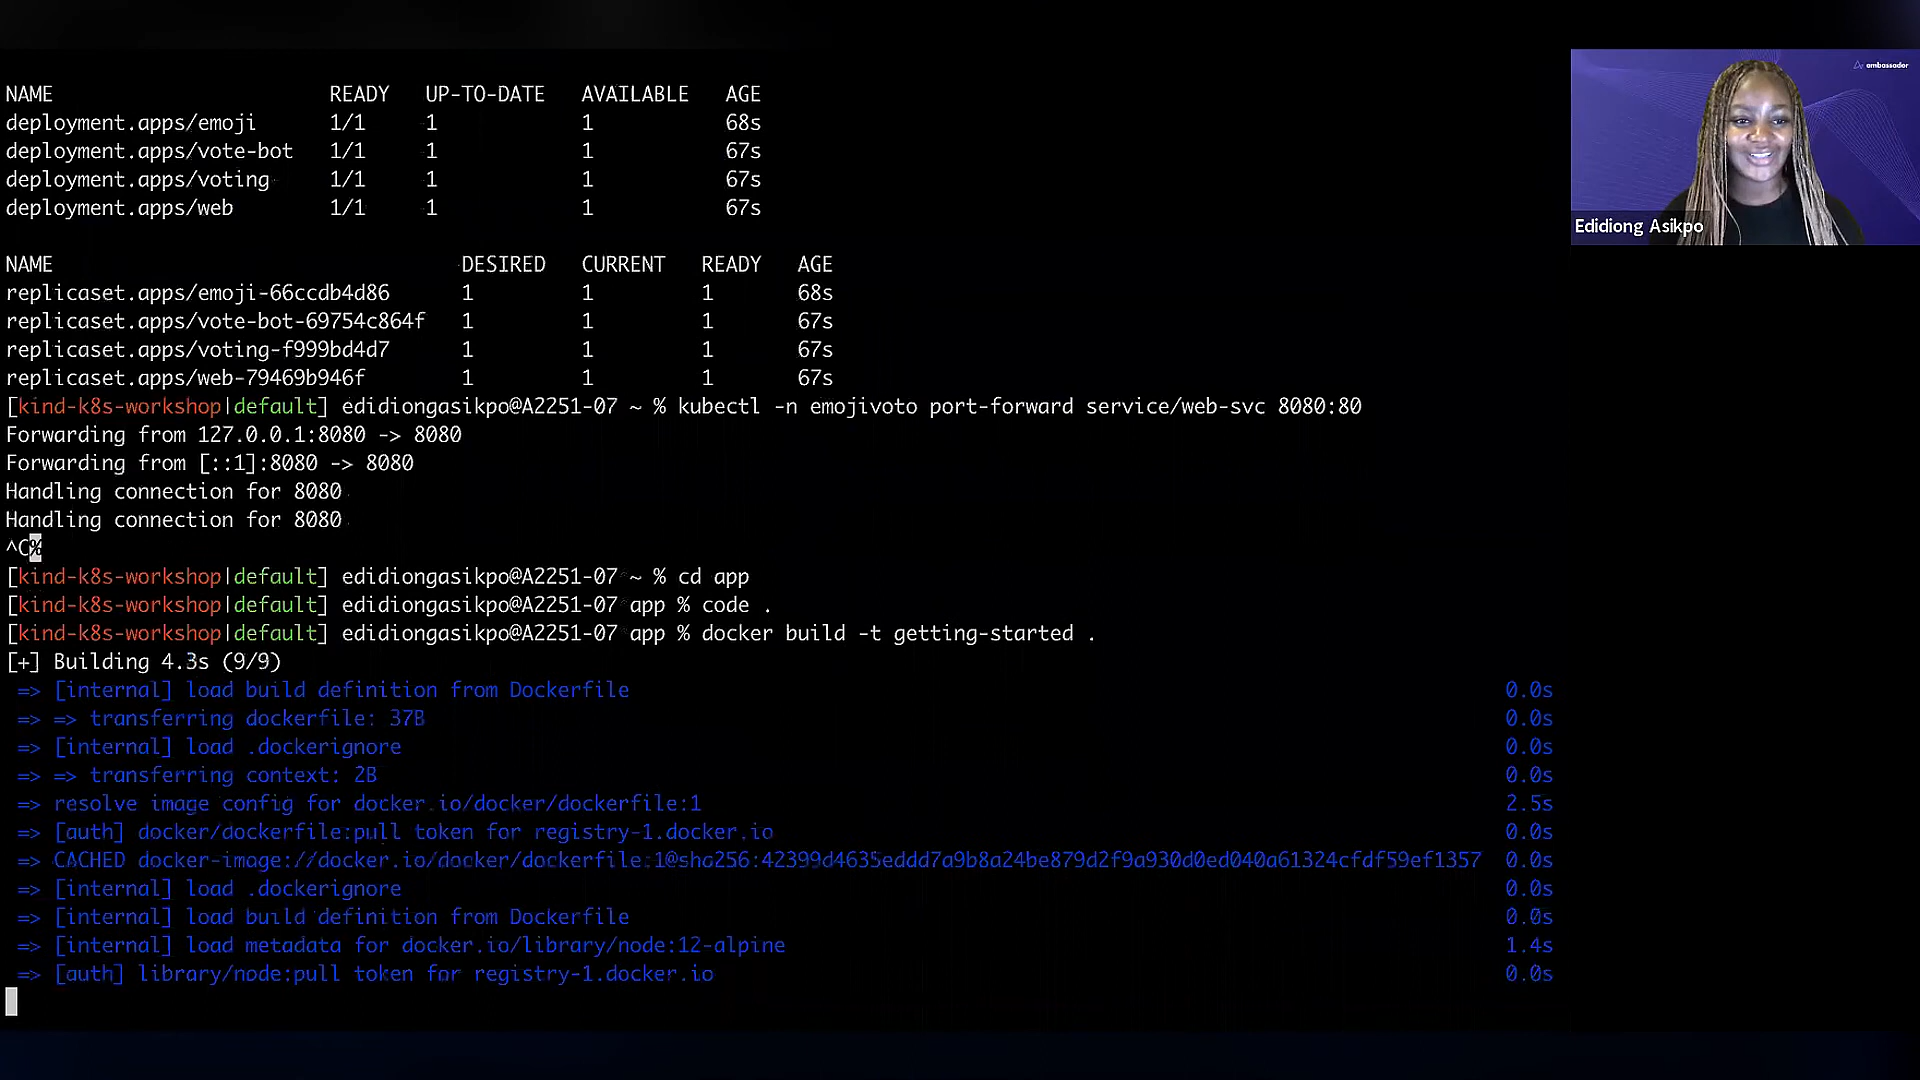 NAME READY UP-TO-DATE AVAILABLE AGE
deployment.apps/emoji 1/1 1 1 68s
deployment.apps/vote-bot 1/1 1 1 67s
deployment.apps/voting 1/1 1 1 67s
deployment.apps/web 1/1 1 1 67s
NAME DESIRED CURRENT READY AGE
replicaset.apps/emoji-66ccdb4d86 1 1 1 68s
replicaset.apps/vote-bot-69754c864f 1 1 1 67s
replicaset.apps/voting-f999bd4d7 1 1 1 67s
replicaset.apps/web-79469b946f 1 1 1 67s
[kind-k8s-workshop|default] edidiongasikpo@A2251-07 ~ % kubectl -n emojivoto port-forward service/web-svc 8080:80
Forwarding from 127.0.0.1:8080 -> 8080
Forwarding from [::1]:8080 -> 8080
Handling connection for 8080
Handling connection for 8080
^C%
[kind-k8s-workshop|default] edidiongasikpo@A2251-07 ~ % cd app
[kind-k8s-workshop|default] edidiongasikpo@A2251-07 app % code .
[kind-k8s-workshop|default] edidiongasikpo@A2251-07 app % docker build -t getting-started .
[+] Building 4.3s (9/9)
=> [internal] load build definition from Dockerfile 0.0s
=> => transferring dockerfile: 37B 0.0s
=> [internal] load .dockerignore 0.0s
=> => transferring context: 2B 0.0s
=> resolve image config for docker.io/docker/dockerfile:1 2.5s
=> [auth] docker/dockerfile:pull token for registry-1.docker.io 0.0s
=> CACHED docker-image://docker.io/docker/dockerfile:1@sha256:42399d4635eddd7a9b8a24be879d2f9a930d0ed040a61324cfdf59ef1357 0.0s
=> [internal] load .dockerignore 0.0s
=> [internal] load build definition from Dockerfile 0.0s
=> [internal] load metadata for docker.io/library/node:12-alpine 1.4s
=> [auth] library/node:pull token for registry-1.docker.io 0.0s
ambassador
Edidiong Asikpo